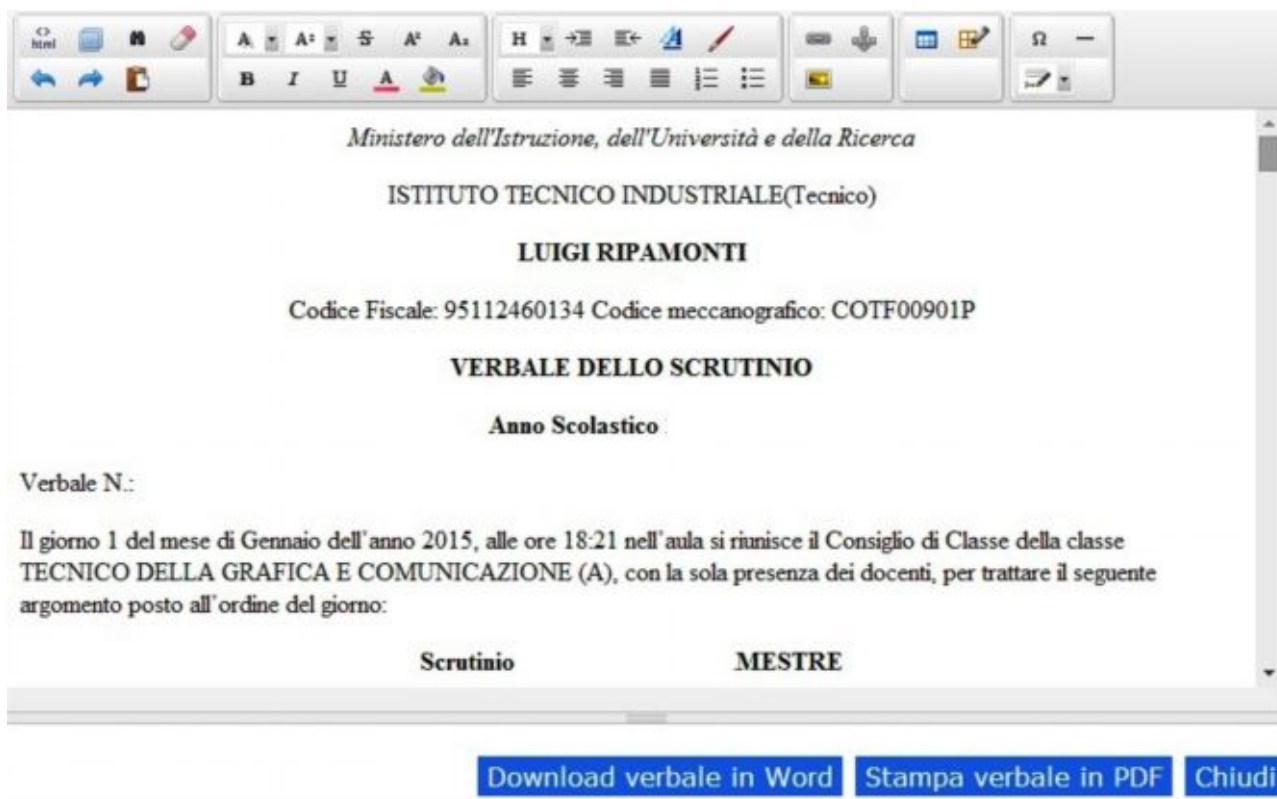 html A A± S A² A₂ H Ω
B I U A
Ministero dell'Istruzione, dell'Università e della Ricerca
ISTITUTO TECNICO INDUSTRIALE(Tecnico)
LUIGI RIPAMONTI
Codice Fiscale: 95112460134 Codice meccanografico: COTF00901P
VERBALE DELLO SCRUTINIO
Anno Scolastico
Verbale N.:
Il giorno 1 del mese di Gennaio dell'anno 2015, alle ore 18:21 nell'aula si riunisce il Consiglio di Classe della classe
TECNICO DELLA GRAFICA E COMUNICAZIONE (A), con la sola presenza dei docenti, per trattare il seguente
argomento posto all'ordine del giorno:
Scrutinio MESTRE
Download verbale in Word Stampa verbale in PDF Chiudi